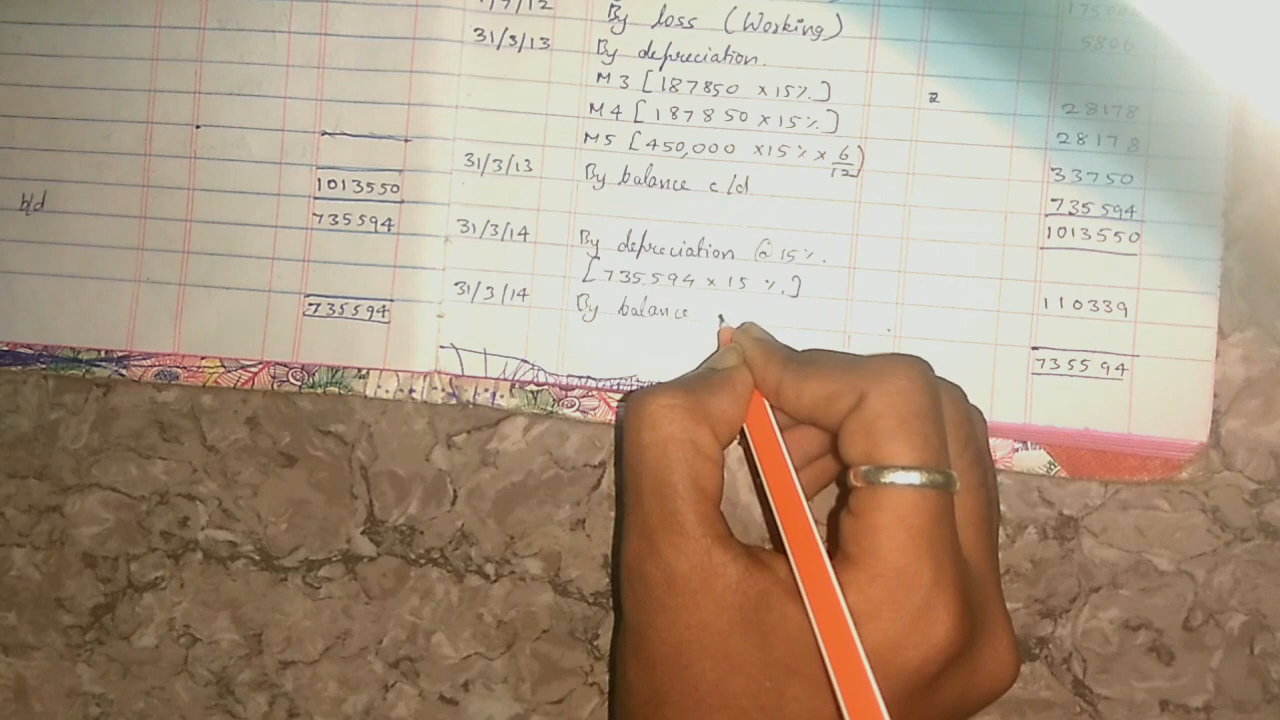 By loss (Working)
31/3/13 By depreciation.
M3 [187850 ×15%.] 28178
M4 [187850×15%.] 28178
M5 [450,000 ×15% × 6/12] 33750
31/3/13 By balance c/d 735594
1013550 1013550
b/d 735594
31/3/14 By depreciation @ 15%.
[735594 × 15 %.] 110339
31/3/14 By balance
735594 735594